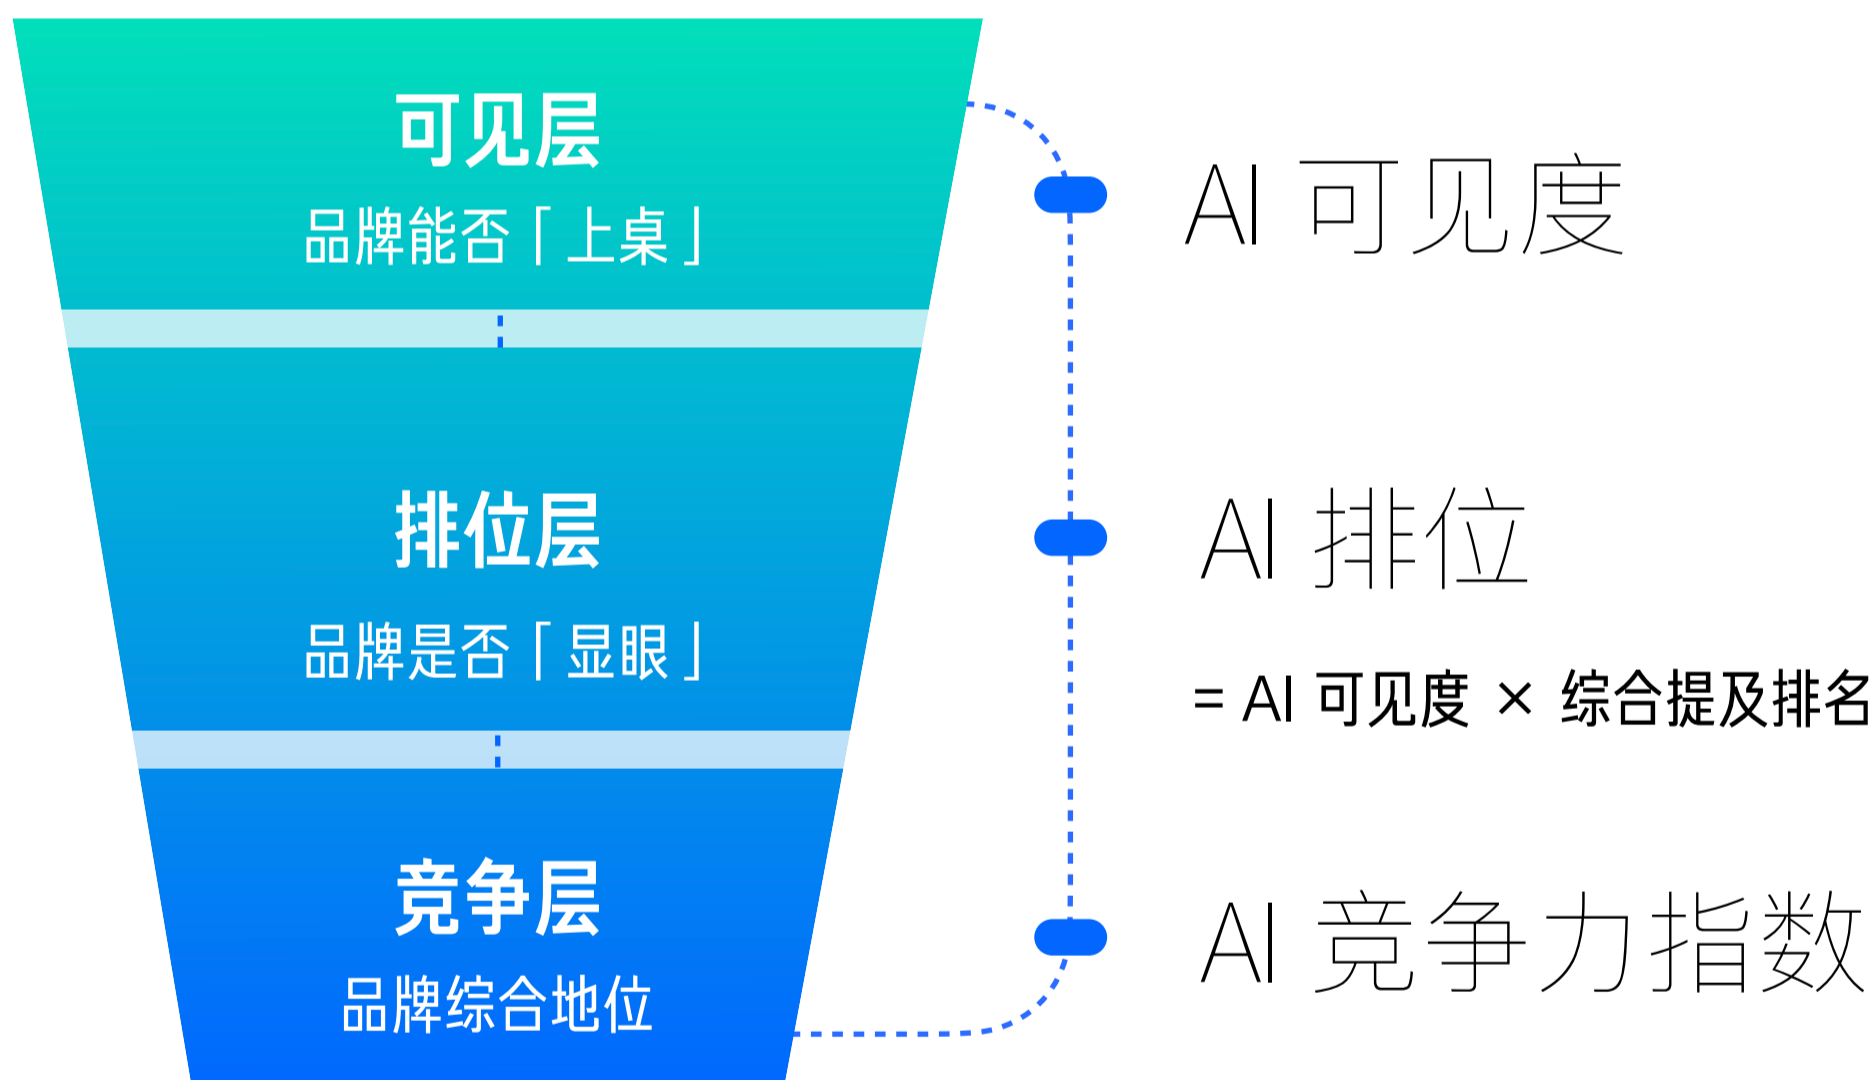 可见层
品牌能否「上桌」
AI 可见度
排位层
品牌是否「显眼」
AI 排位
= AI 可见度 × 综合提及排名
竞争层
品牌综合地位
AI 竞争力指数